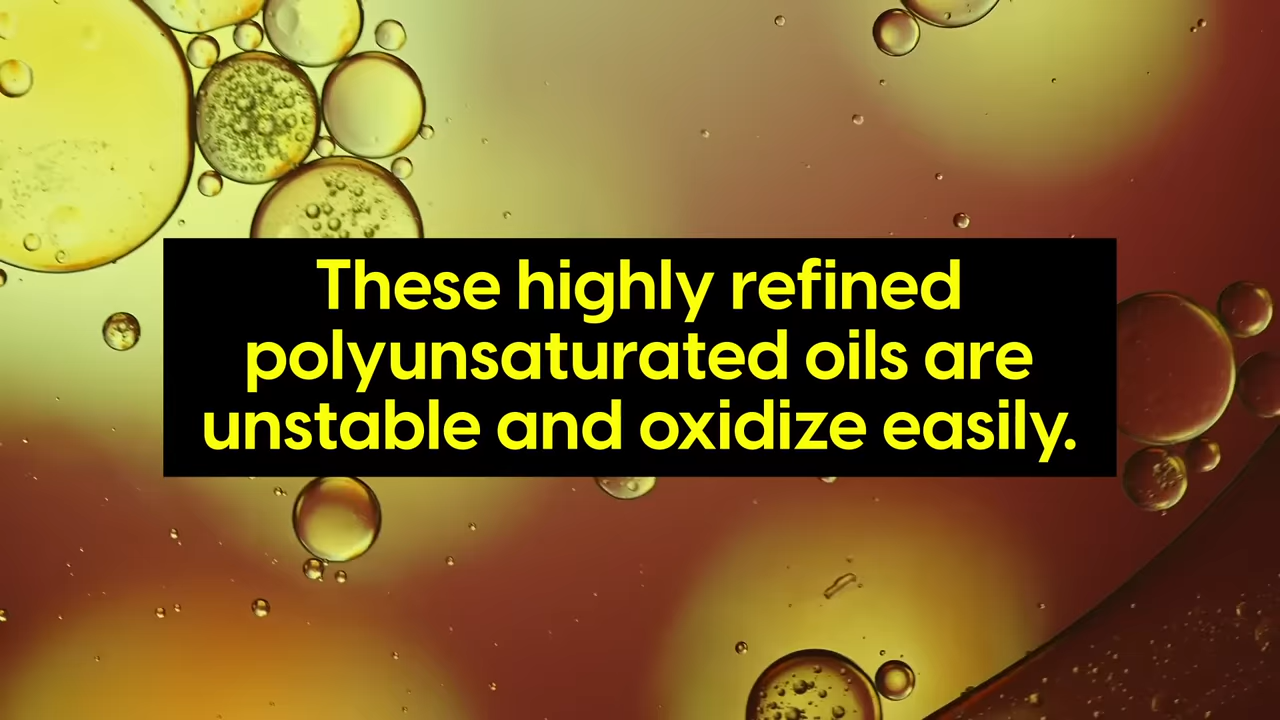 These highly refined
polyunsaturated oils are
unstable and oxidize easily.